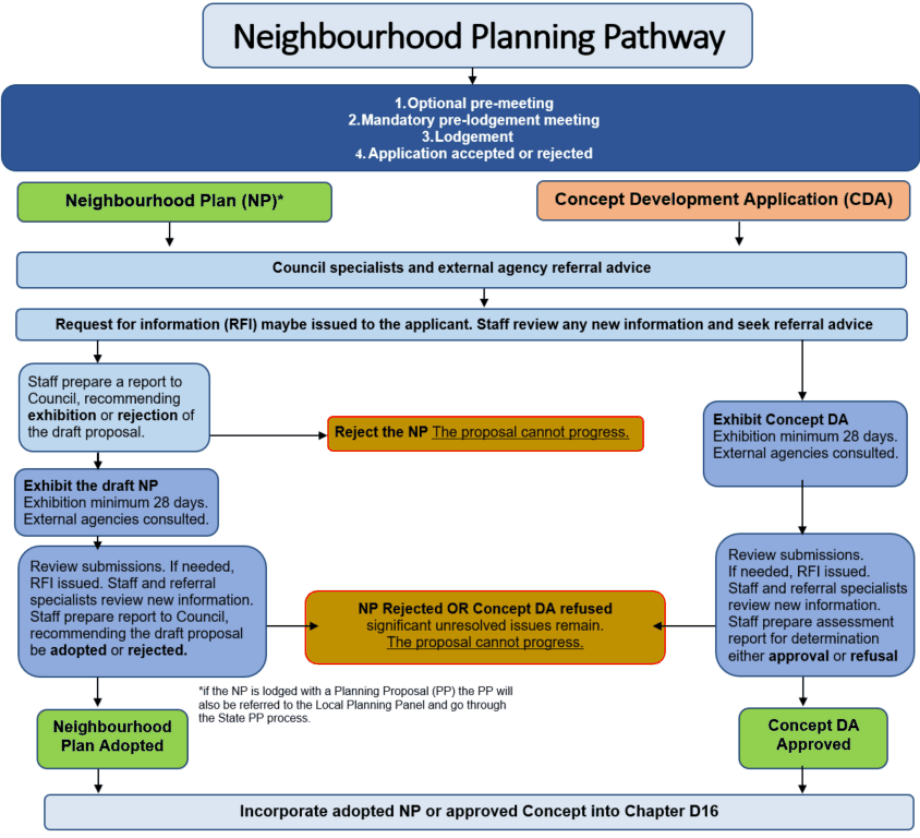 Neighbourhood Planning Pathway
1.Optional pre-meeting
2.Mandatory pre-lodgement meeting
3.Lodgement
4.Application accepted or rejected
Neighbourhood Plan (NP)*
Concept Development Application (CDA)
Council specialists and external agency referral advice
Request for information (RFI) maybe issued to the applicant. Staff review any new information and seek referral advice
Staff prepare a report to
Council, recommending
exhibition or rejection of
the draft proposal.
Reject the NP The proposal cannot progress.
Exhibit Concept DA
Exhibition minimum 28 days.
External agencies consulted.
Exhibit the draft NP
Exhibition minimum 28 days.
External agencies consulted.
Review submissions. If needed,
RFI issued. Staff and referral
specialists review new information.
Staff prepare report to Council,
recommending the draft proposal
be adopted or rejected.
NP Rejected OR Concept DA refused
significant unresolved issues remain.
The proposal cannot progress.
Review submissions.
If needed, RFI issued.
Staff and referral specialists
review new information.
Staff prepare assessment
report for determination
either approval or refusal
*if the NP is lodged with a Planning Proposal (PP) the PP will
also be referred to the Local Planning Panel and go through
the State PP process.
Neighbourhood
Plan Adopted
Concept DA
Approved
Incorporate adopted NP or approved Concept into Chapter D16